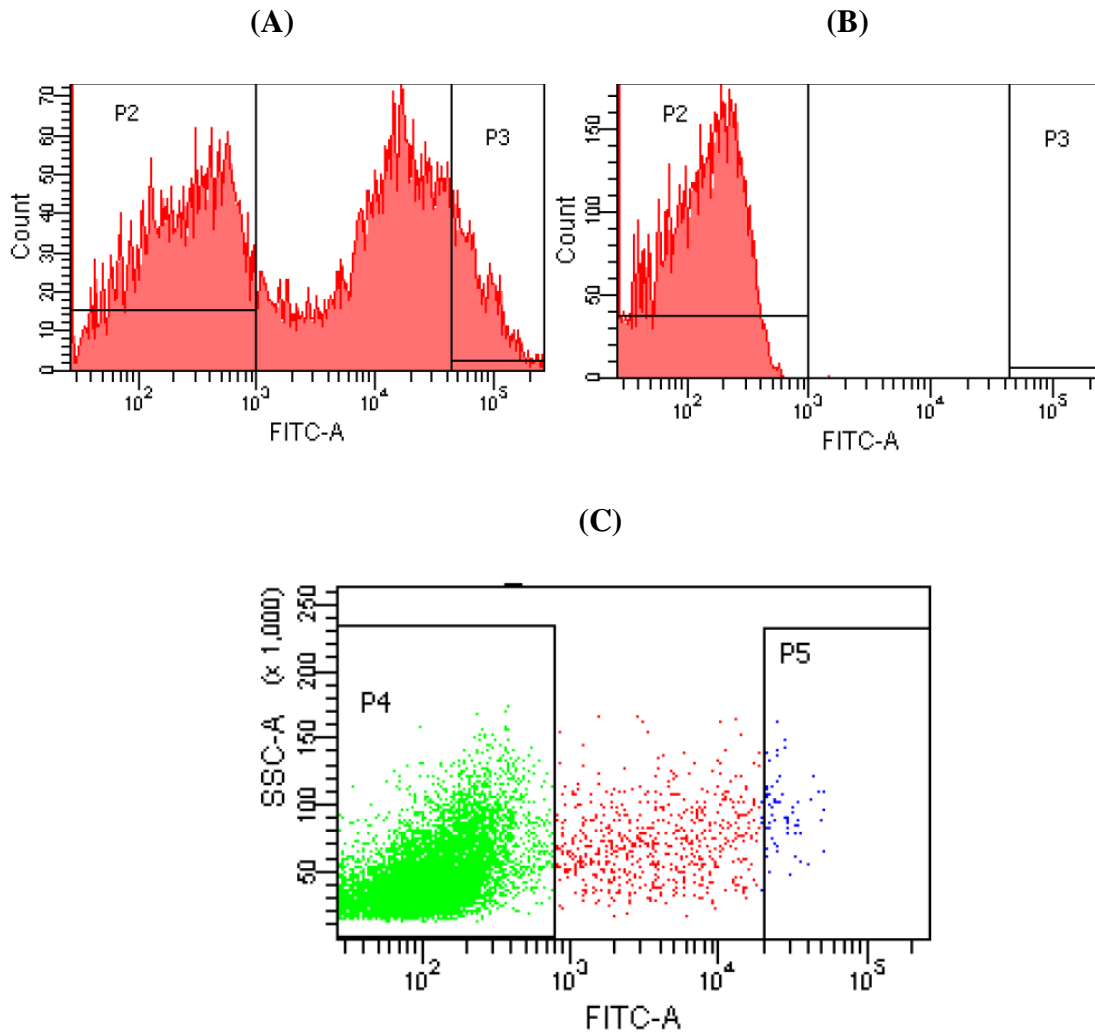 (A)
(B)
P2
P3
Count
0 10 20 30 40 50 60 70
10² 10³ 10⁴ 10⁵
FITC-A
P2
P3
Count
0 50 100 150
10² 10³ 10⁴ 10⁵
FITC-A
(C)
P4
P5
SSC-A (x 1,000)
50 100 150 200 250
10² 10³ 10⁴ 10⁵
FITC-A